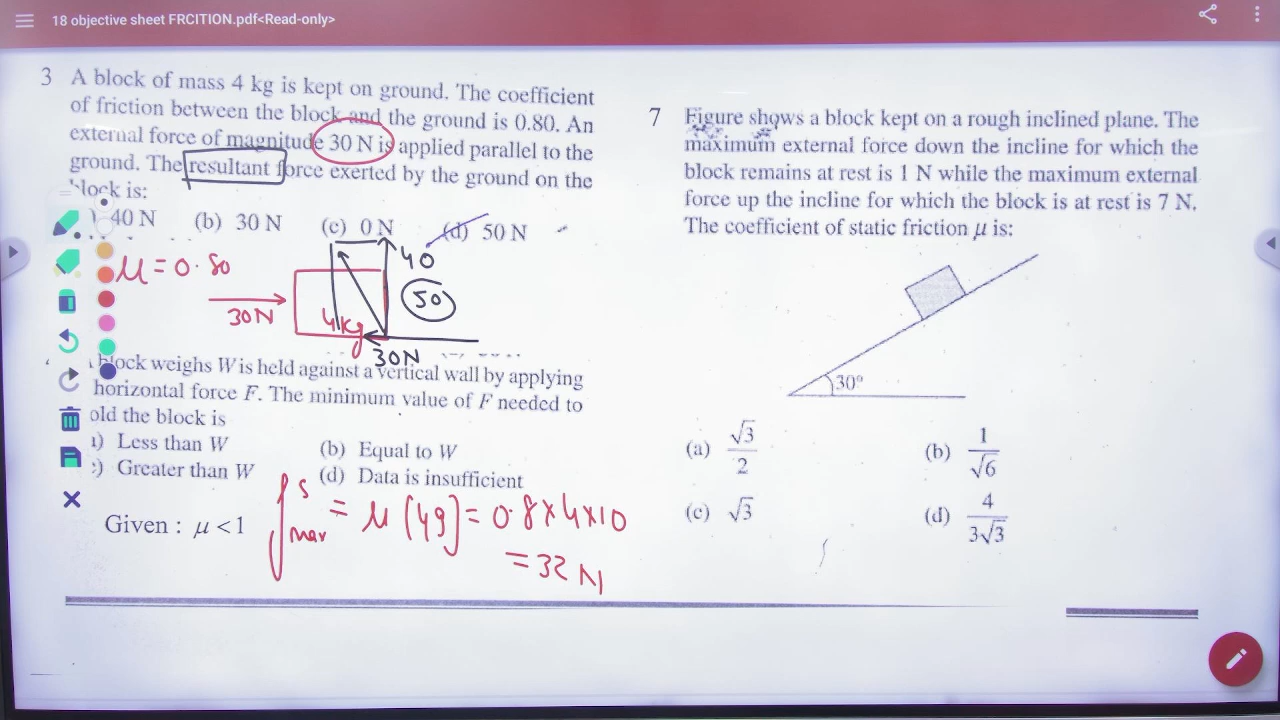 18 objective sheet FRCITION.pdf<Read-only>
3 A block of mass 4 kg is kept on ground. The coefficient
of friction between the block and the ground is 0.80. An
external force of magnitude 30 N is applied parallel to the
ground. The resultant force exerted by the ground on the
block is:
) 40 N (b) 30 N (c) 0 N (d) 50 N
μ = 0.80
40
50
30N
4kg
30N
block weighs W is held against a vertical wall by applying
horizontal force F. The minimum value of F needed to
old the block is
) Less than W (b) Equal to W
:) Greater than W (d) Data is insufficient
Given : μ < 1
f s max = μ (4g) = 0.8×4×10
= 32 N
7 Figure shows a block kept on a rough inclined plane. The
maximum external force down the incline for which the
block remains at rest is 1 N while the maximum external
force up the incline for which the block is at rest is 7 N.
The coefficient of static friction μ is:
30°
(a) √3/2 (b) 1/√6
(c) √3 (d) 4/3√3